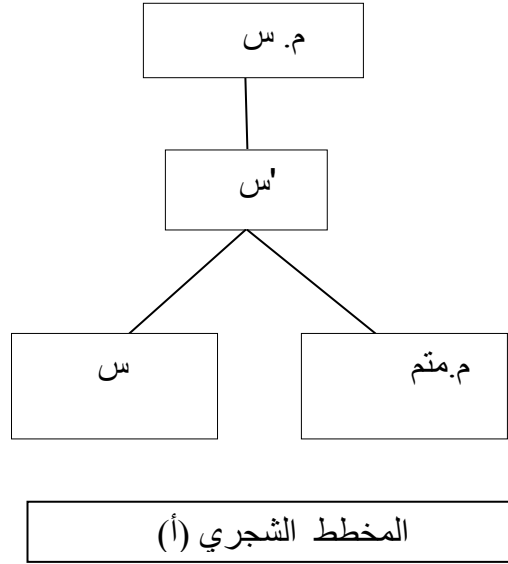 م. س
س'
س
م.متم
المخطط الشجري (أ)